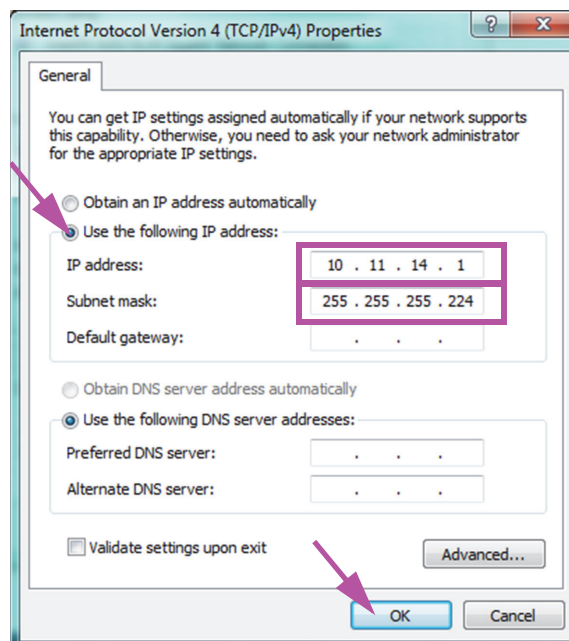 Internet Protocol Version 4 (TCP/IPv4) Properties
?
General
You can get IP settings assigned automatically if your network supports
this capability. Otherwise, you need to ask your network administrator
for the appropriate IP settings.
Obtain an IP address automatically
Use the following IP address:
IP address: 10 . 11 . 14 . 1
Subnet mask: 255 . 255 . 255 . 224
Default gateway: . . .
Obtain DNS server address automatically
Use the following DNS server addresses:
Preferred DNS server: . . .
Alternate DNS server: . . .
Validate settings upon exit
Advanced...
OK Cancel